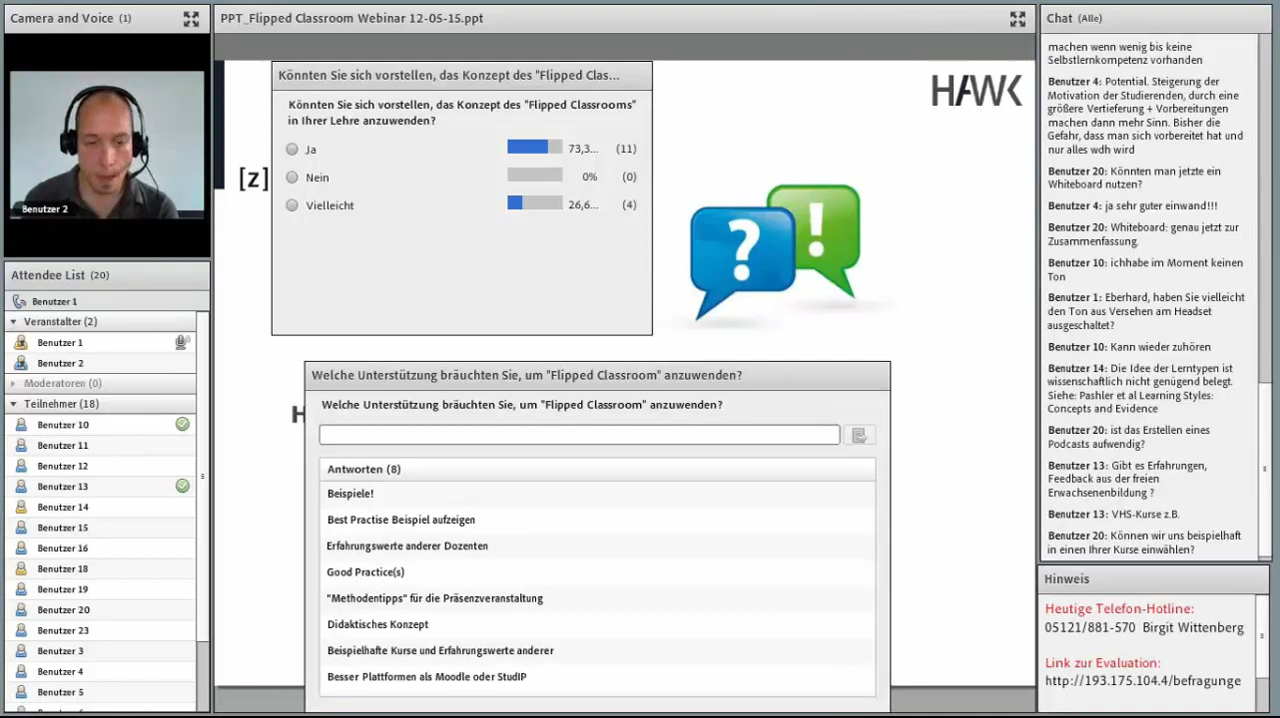 Camera and Voice (1)
Benutzer 2
Attendee List (20)
Benutzer 1
Veranstalter (2)
Benutzer 1
Benutzer 2
Moderatoren (0)
Teilnehmer (18)
Benutzer 10
Benutzer 11
Benutzer 12
Benutzer 13
Benutzer 14
Benutzer 15
Benutzer 16
Benutzer 18
Benutzer 19
Benutzer 20
Benutzer 23
Benutzer 3
Benutzer 4
Benutzer 5
PPT_Flipped Classroom Webinar 12-05-15.ppt
HAWK
[z]
Könnten Sie sich vorstellen, das Konzept des "Flipped Clas...
Könnten Sie sich vorstellen, das Konzept des "Flipped Classrooms"
in Ihrer Lehre anzuwenden?
Ja 73,3... (11)
Nein 0% (0)
Vielleicht 26,6... (4)
? !
H
Welche Unterstützung bräuchten Sie, um "Flipped Classroom" anzuwenden?
Welche Unterstützung bräuchten Sie, um "Flipped Classroom" anzuwenden?
Antworten (8)
Beispiele!
Best Practise Beispiel aufzeigen
Erfahrungswerte anderer Dozenten
Good Practice(s)
"Methodentipps" für die Präsenzveranstaltung
Didaktisches Konzept
Beispielhafte Kurse und Erfahrungswerte anderer
Besser Plattformen als Moodle oder StudIP
Chat (Alle)
machen wenn wenig bis keine
Selbstlernkompetenz vorhanden
Benutzer 4: Potential. Steigerung der
Motivation der Studierenden, durch eine
größere Vertiefung + Vorbereitungen
machen dann mehr Sinn. Bisher die
Gefahr, dass man sich vorbereitet hat und
nur alles wdh wird
Benutzer 20: Könnten man jetzte ein
Whiteboard nutzen?
Benutzer 4: ja sehr guter einwand!!!
Benutzer 20: Whiteboard: genau jetzt zur
Zusammenfassung.
Benutzer 10: ichhabe im Moment keinen
Ton
Benutzer 1: Eberhard, haben Sie vielleicht
den Ton aus Versehen am Headset
ausgeschaltet?
Benutzer 10: Kann wieder zuhören
Benutzer 14: Die Idee der Lerntypen ist
wissenschaftlich nicht genügend belegt.
Siehe: Pashler et al Learning Styles:
Concepts and Evidence
Benutzer 20: ist das Erstellen eines
Podcasts aufwendig?
Benutzer 13: Gibt es Erfahrungen,
Feedback aus der freien
Erwachsenenbildung ?
Benutzer 13: VHS-Kurse z.B.
Benutzer 20: Können wir uns beispielhaft
in einen Ihrer Kurse einwählen?
Hinweis
Heutige Telefon-Hotline:
05121/881-570 Birgit Wittenberg
Link zur Evaluation:
http://193.175.104.4/befragunge